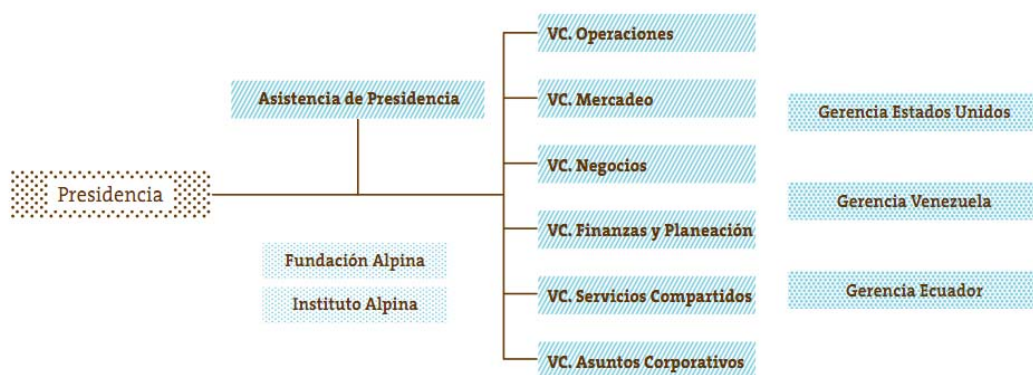 Presidencia
Asistencia de Presidencia
Fundación Alpina
Instituto Alpina
VC. Operaciones
VC. Mercadeo
VC. Negocios
VC. Finanzas y Planeación
VC. Servicios Compartidos
VC. Asuntos Corporativos
Gerencia Estados Unidos
Gerencia Venezuela
Gerencia Ecuador